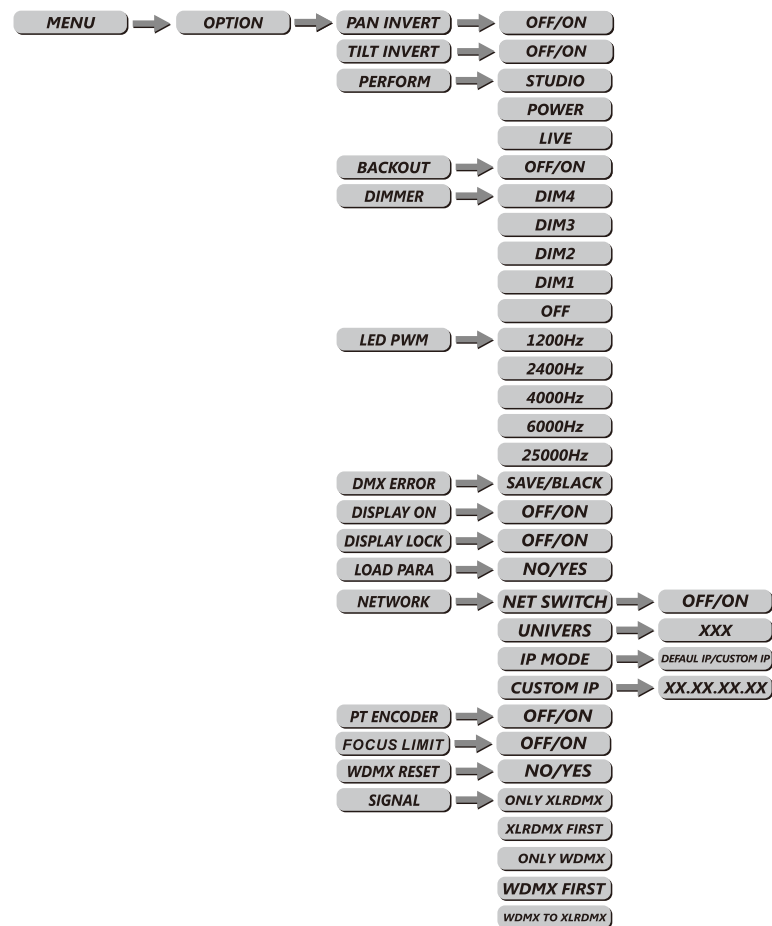 MENU OPTION PAN INVERT OFF/ON
TILT INVERT OFF/ON
PERFORM STUDIO
POWER
LIVE
BACKOUT OFF/ON
DIMMER DIM4
DIM3
DIM2
DIM1
OFF
LED PWM 1200Hz
2400Hz
4000Hz
6000Hz
25000Hz
DMX ERROR SAVE/BLACK
DISPLAY ON OFF/ON
DISPLAY LOCK OFF/ON
LOAD PARA NO/YES
NETWORK NET SWITCH OFF/ON
UNIVERS XXX
IP MODE DEFAUL IP/CUSTOM IP
CUSTOM IP XX.XX.XX.XX
PT ENCODER OFF/ON
FOCUS LIMIT OFF/ON
WDMX RESET NO/YES
SIGNAL ONLY XLRDMX
XLRDMX FIRST
ONLY WDMX
WDMX FIRST
WDMX TO XLRDMX